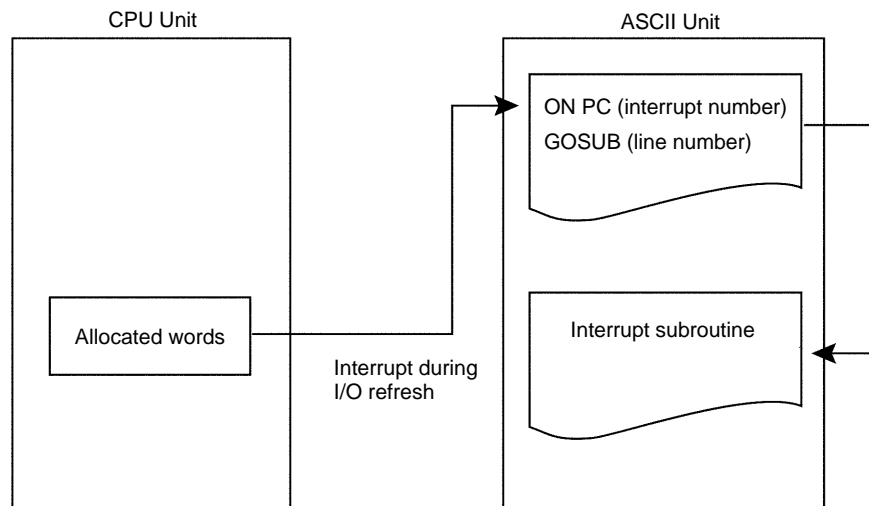 CPU Unit
ASCII Unit
ON PC (interrupt number)
GOSUB (line number)
Allocated words
Interrupt during
I/O refresh
Interrupt subroutine